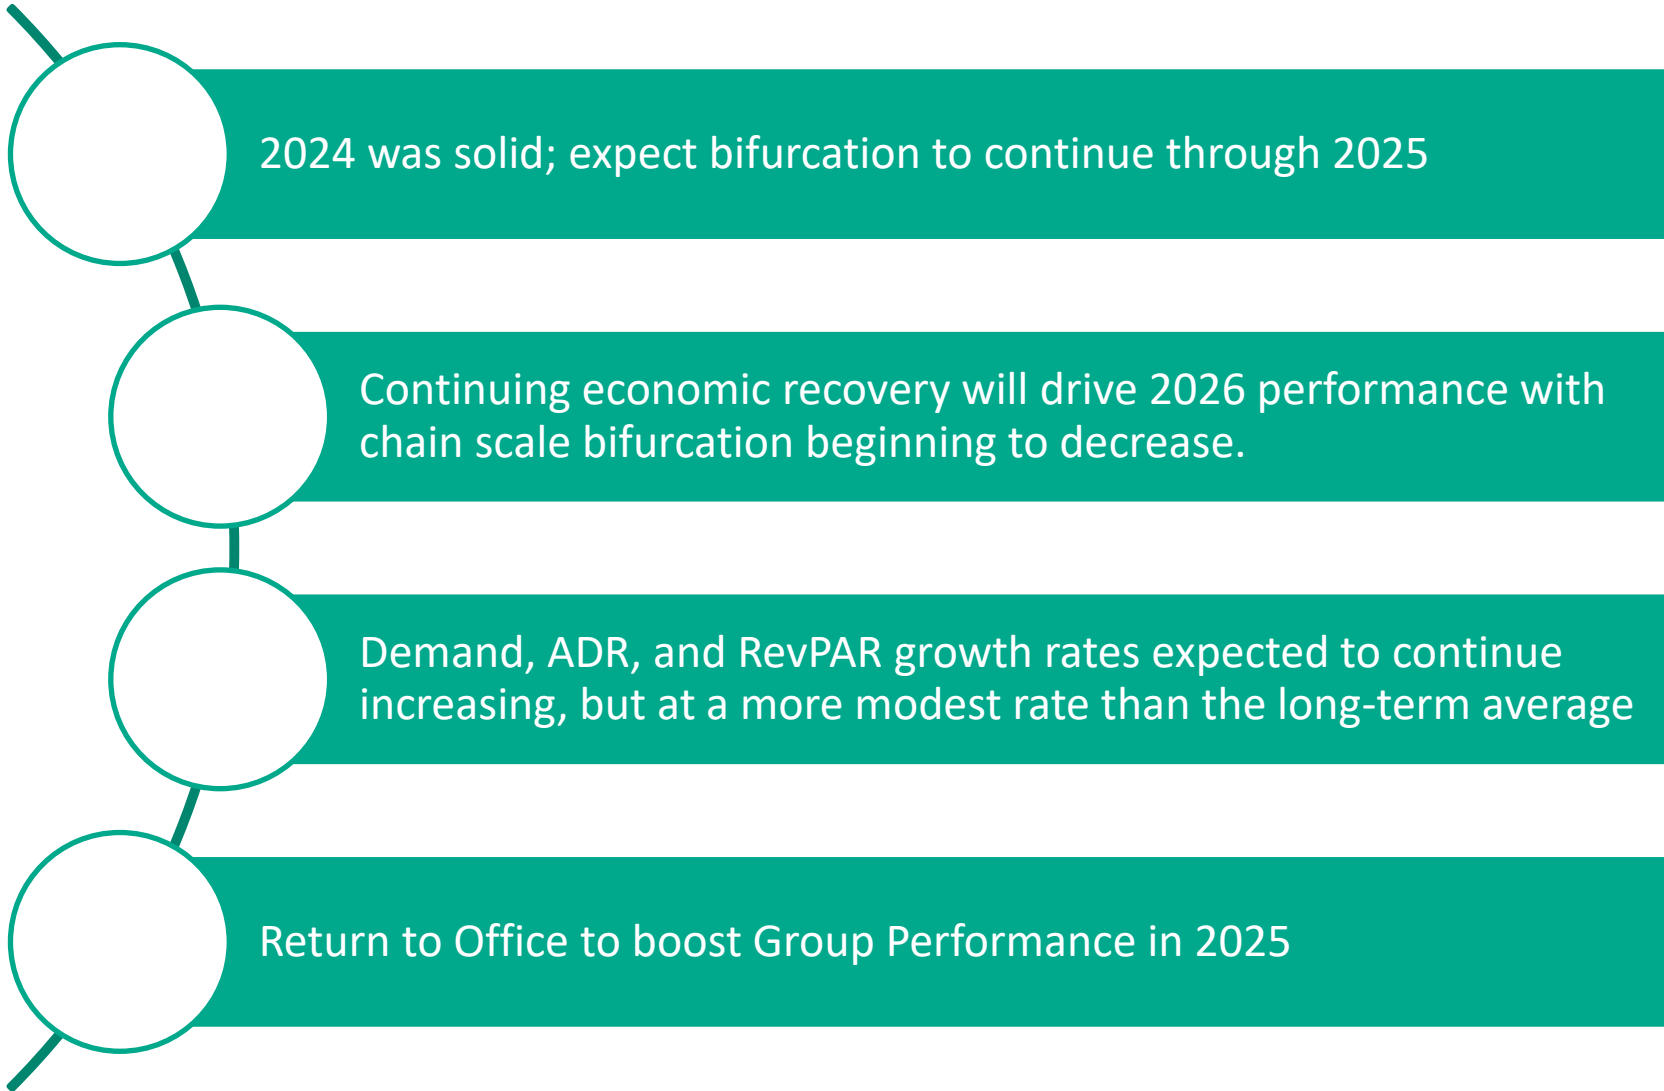 2024 was solid; expect bifurcation to continue through 2025
Continuing economic recovery will drive 2026 performance with
chain scale bifurcation beginning to decrease.
Demand, ADR, and RevPAR growth rates expected to continue
increasing, but at a more modest rate than the long-term average
Return to Office to boost Group Performance in 2025